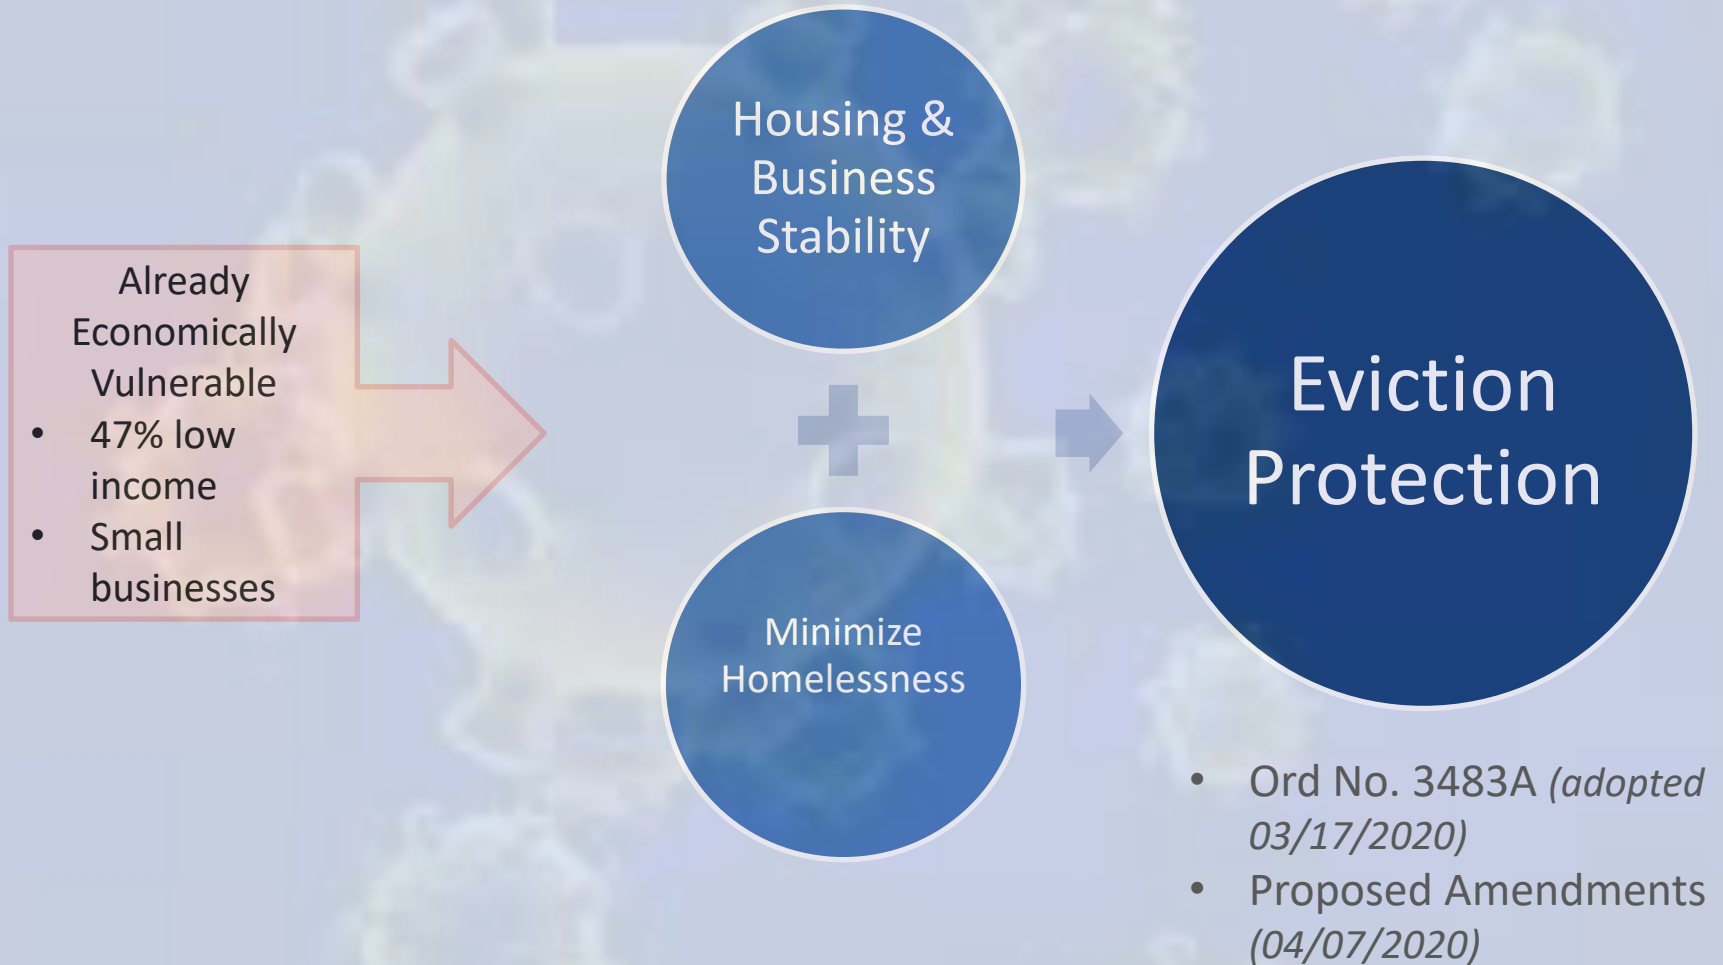 Already
Economically
Vulnerable
• 47% low
income
• Small
businesses
Housing &
Business
Stability
Minimize
Homelessness
Eviction
Protection
• Ord No. 3483A (adopted
03/17/2020)
• Proposed Amendments
(04/07/2020)